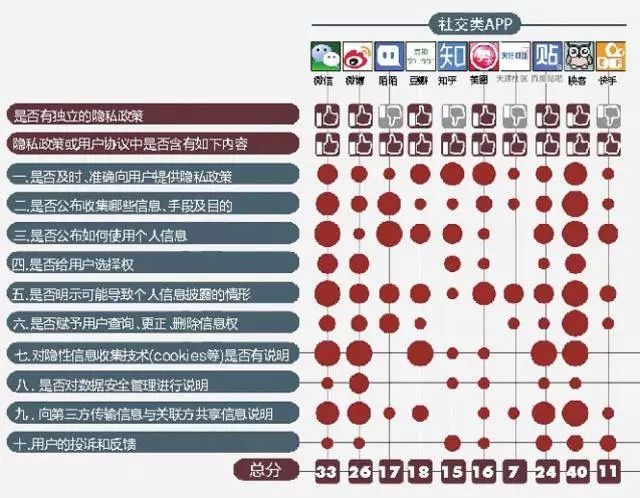 社交类APP
豆瓣
知
贴
微信 微博 陌陌 豆瓣 知乎 美图 天涯社区 百度贴吧 映客 快手
是否有独立的隐私政策
隐私政策或用户协议中是否含有如下内容
一.是否及时、准确向用户提供隐私政策
二.是否公布收集哪些信息、手段及目的
三.是否公布如何使用个人信息
四.是否给用户选择权
五.是否明示可能导致个人信息披露的情形
六.是否赋予用户查询、更正、删除信息权
七.对隐性信息收集技术(cookies等)是否有说明
八.是否对数据安全管理进行说明
九.向第三方传输信息与关联方共享信息说明
十.用户的投诉和反馈
总分 33 26 17 18 15 16 7 24 40 11